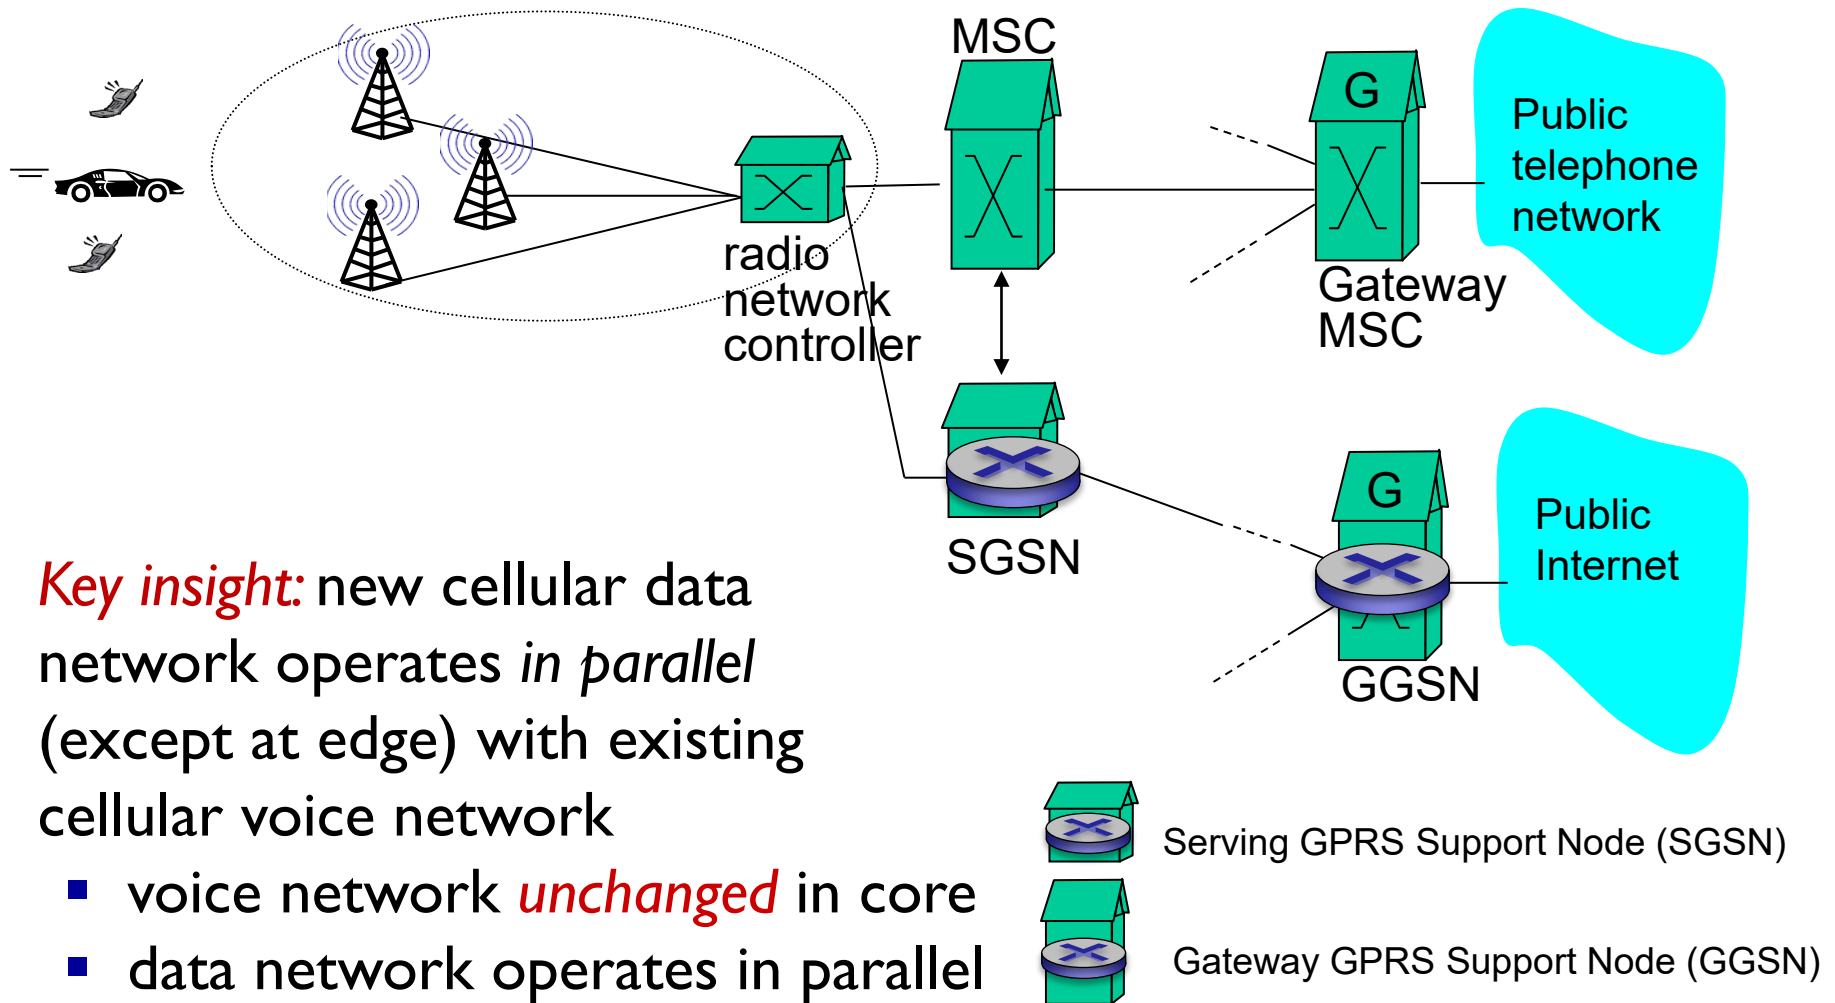 MSC
G
Public
telephone
network
radio
network
controller
Gateway
MSC
SGSN
G
Public
Internet
GGSN
Key insight: new cellular data
network operates in parallel
(except at edge) with existing
cellular voice network
▪ voice network unchanged in core
▪ data network operates in parallel
Serving GPRS Support Node (SGSN)
Gateway GPRS Support Node (GGSN)